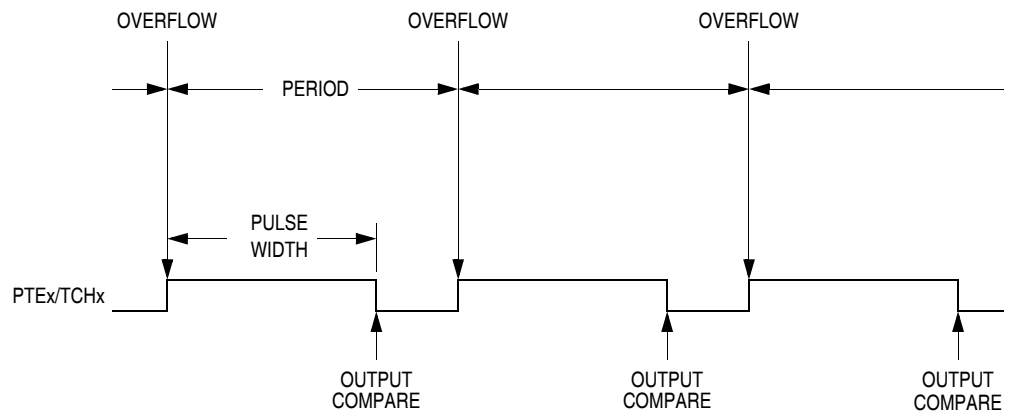 OVERFLOW
OVERFLOW
OVERFLOW
PERIOD
PULSE
WIDTH
PTEx/TCHx
OUTPUT
COMPARE
OUTPUT
COMPARE
OUTPUT
COMPARE